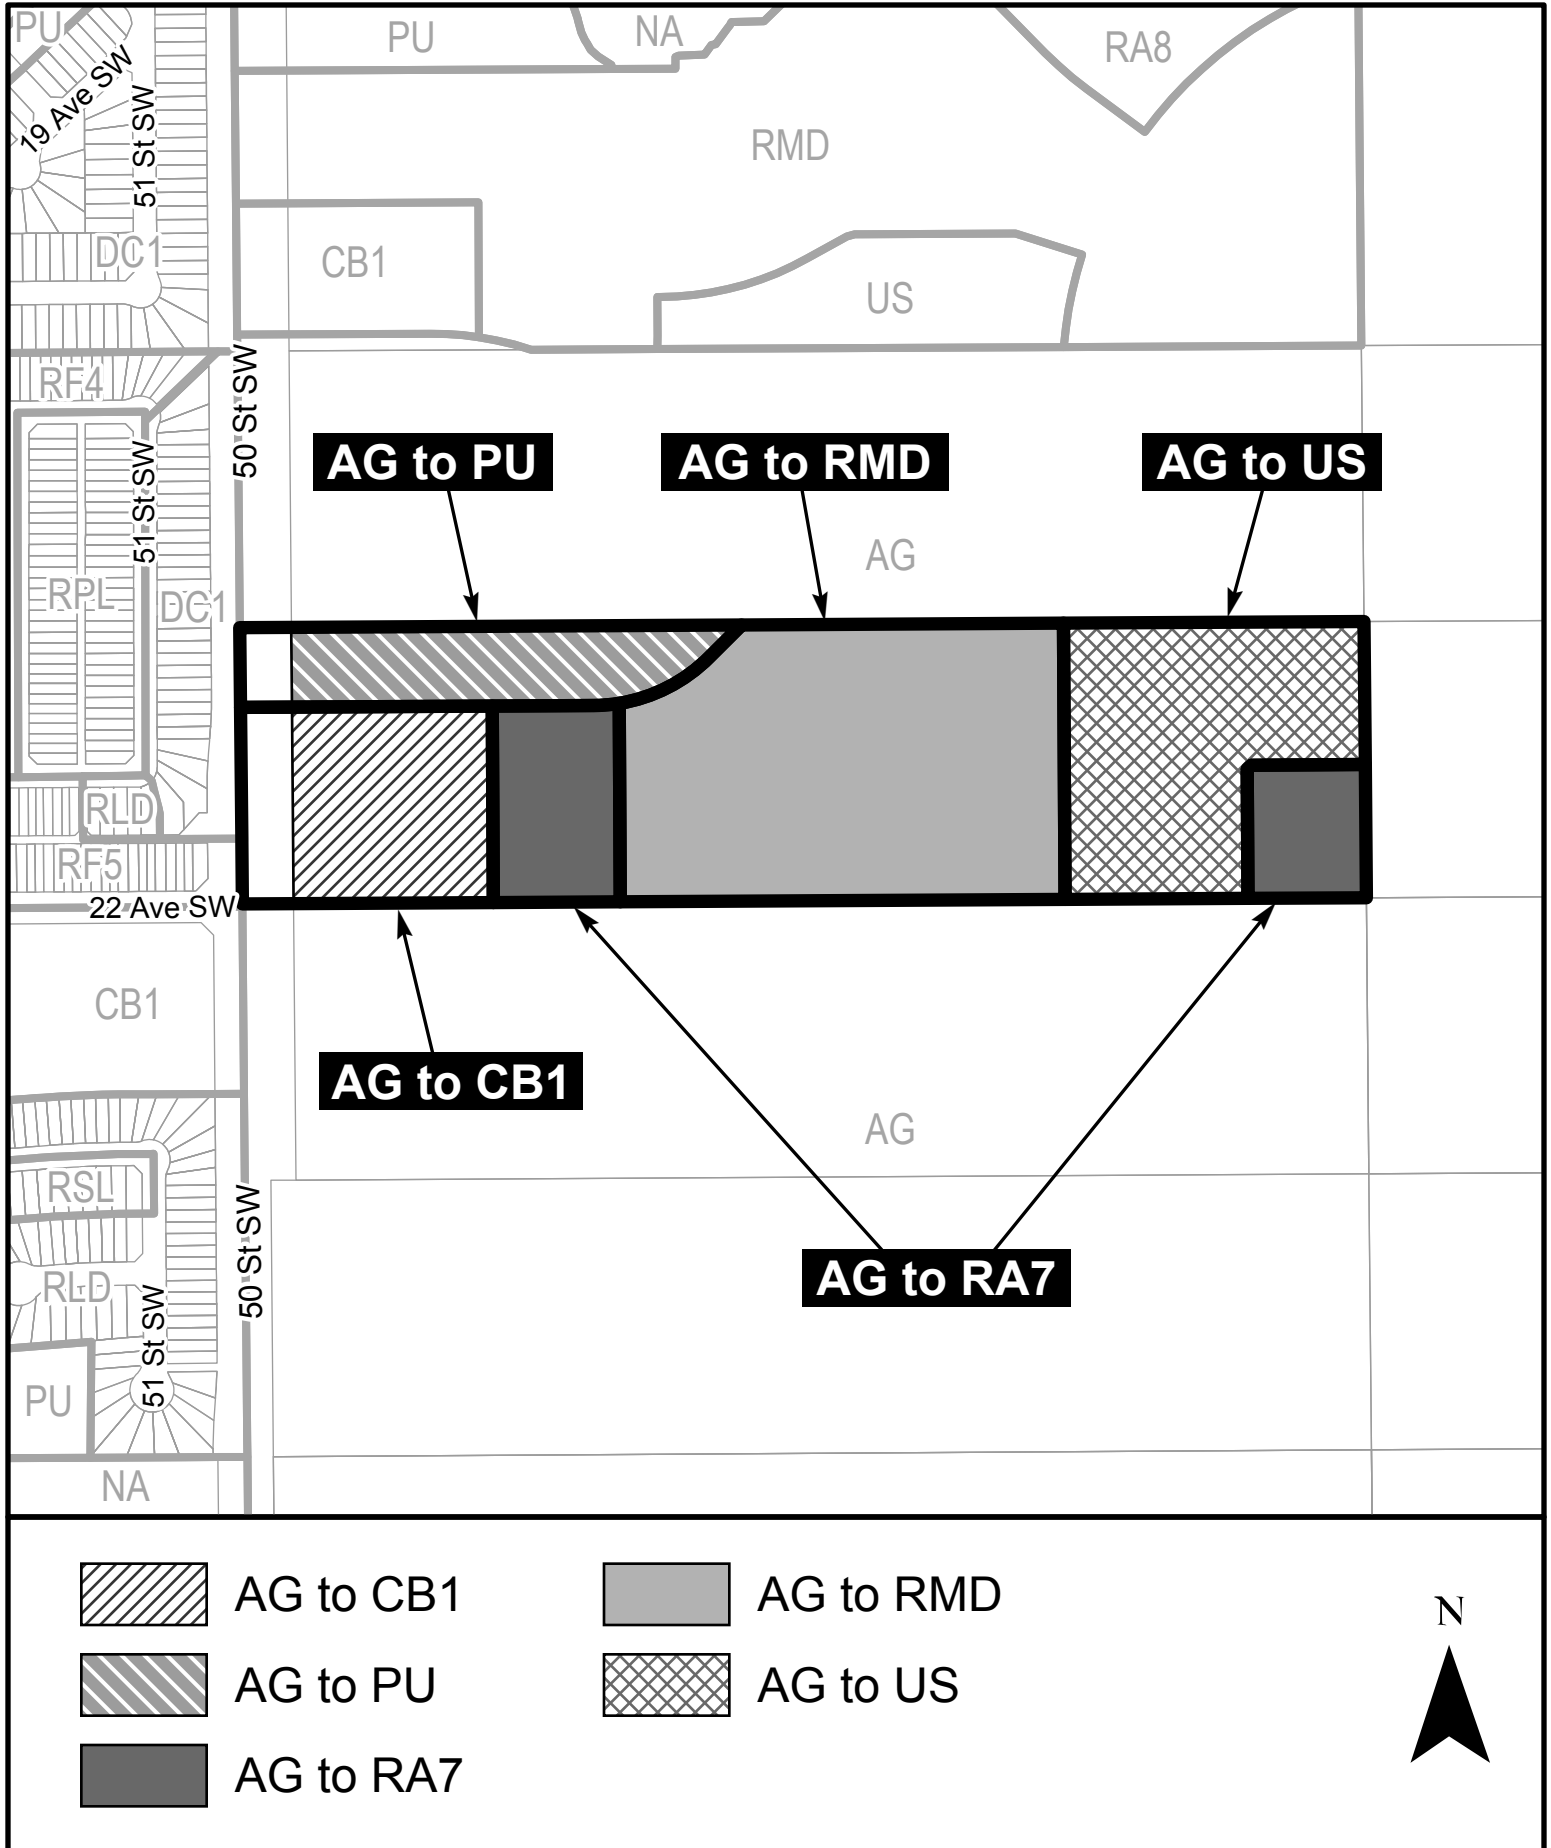 PU
PU
NA
RA8
19 Ave SW
51 St SW
RMD
DC1
CB1
US
RF4
50 St SW
AG to PU
AG to RMD
AG to US
51 St SW
AG
RPL
DC1
RLD
RF5
22 Ave SW
CB1
AG to CB1
AG
RSL
50 St SW
AG to RA7
RLD
51 St SW
PU
NA
AG to CB1
AG to RMD
AG to PU
AG to US
AG to RA7
N